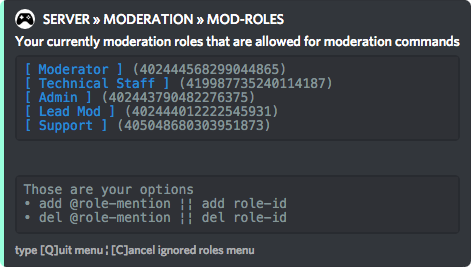 SERVER » MODERATION » MOD-ROLES
Your currently moderation roles that are allowed for moderation commands
[ Moderator ] (402444568299044865)
[ Technical Staff ] (419987735240114187)
[ Admin ] (402443790482276375)
[ Lead Mod ] (402444012222545931)
[ Support ] (405048680303951873)
Those are your options
• add @role-mention || add role-id
• del @role-mention || del role-id
type [Q]uit menu ¦ [C]ancel ignored roles menu